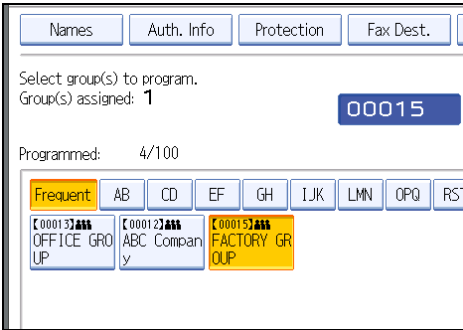 Names Auth. Info Protection Fax Dest.
Select group(s) to program.
Group(s) assigned: 1
00015
Programmed: 4/100
Frequent AB CD EF GH IJK LMN OPQ RST
【00013】
OFFICE GRO
UP
【00012】
ABC Compan
y
【00015】
FACTORY GR
OUP